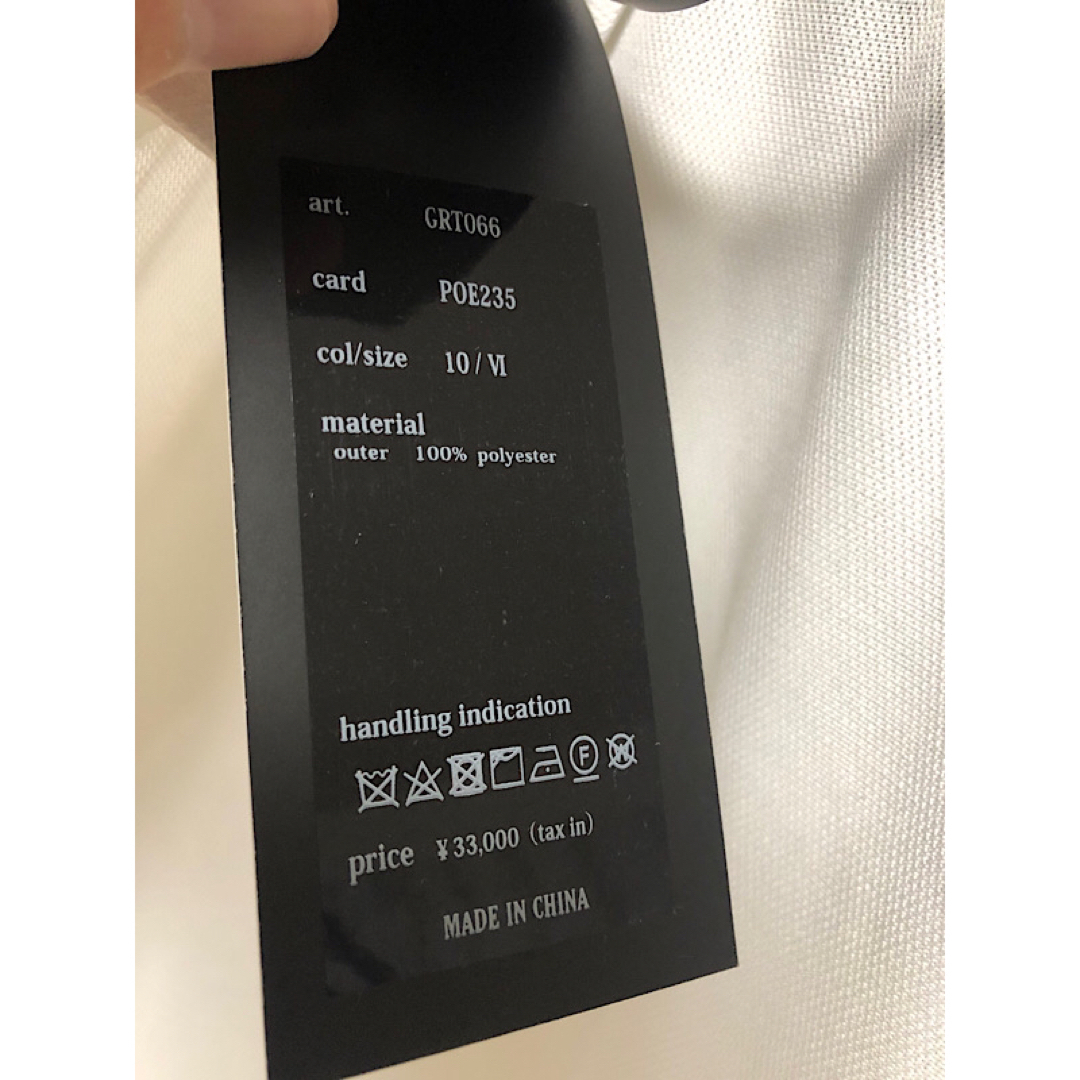 art. GRT066
card POE235
col/size 10 / Ⅵ
material
outer 100% polyester
handling indication
F W
price ¥33,000 (tax in)
MADE IN CHINA